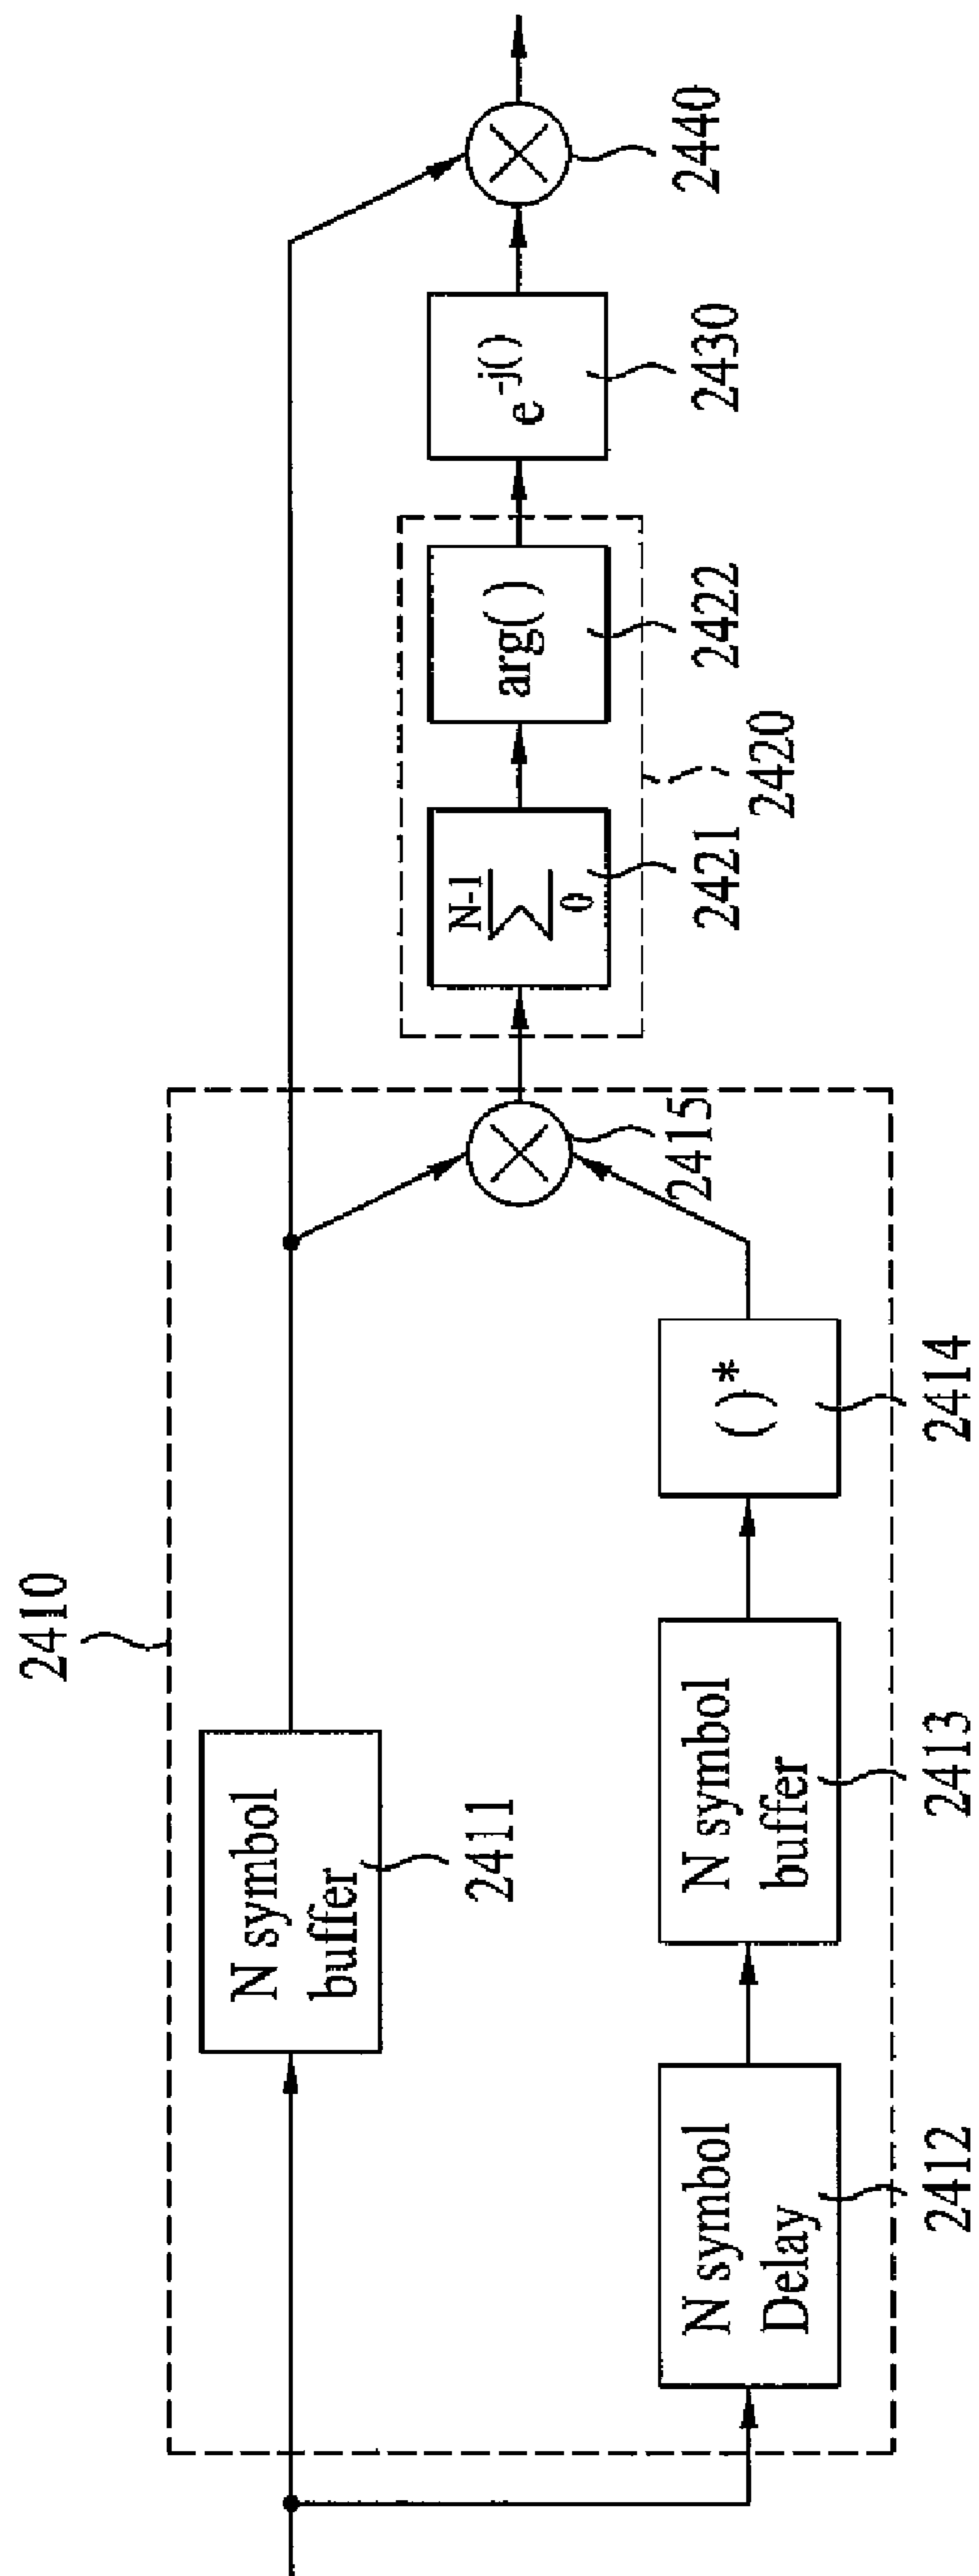 2410
N symbol
buffer
2411
N symbol
Delay
2412
N symbol
buffer
2413
( )*
2414
2415
N-1
∑
0
2421
arg( )
2422
2420
e-j()
2430
2440